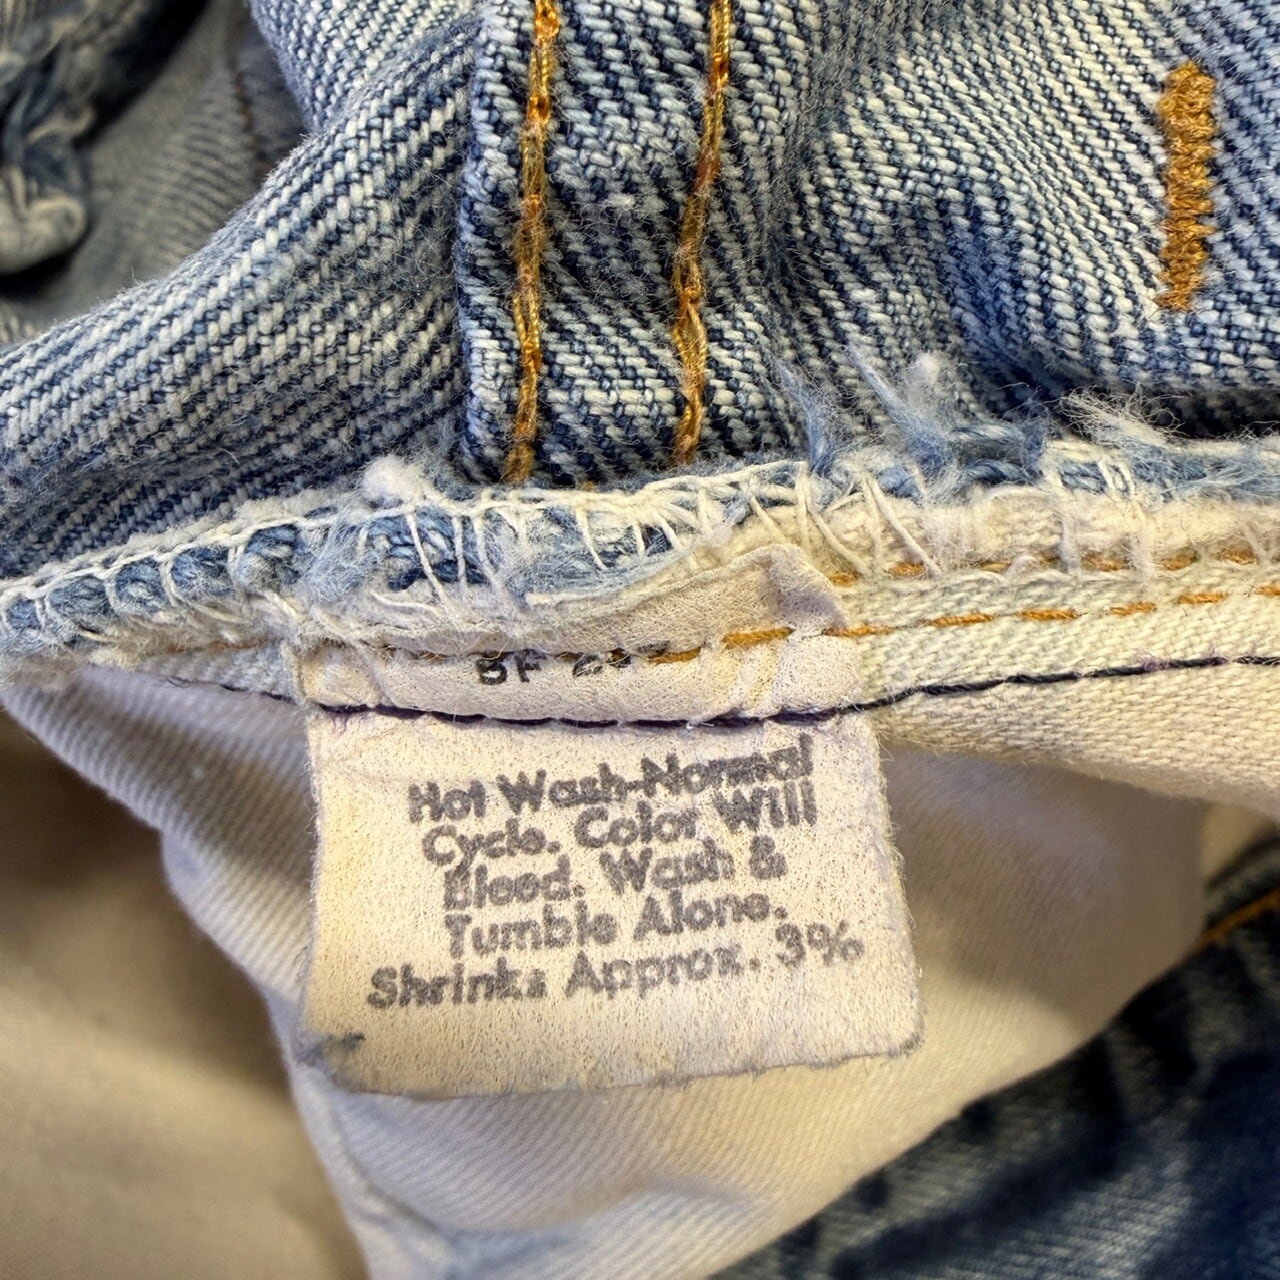 Hot Wash-Normal
Cycle. Color Will
Bleed. Wash &
Tumble Alone.
Shrinks Approx. 3%